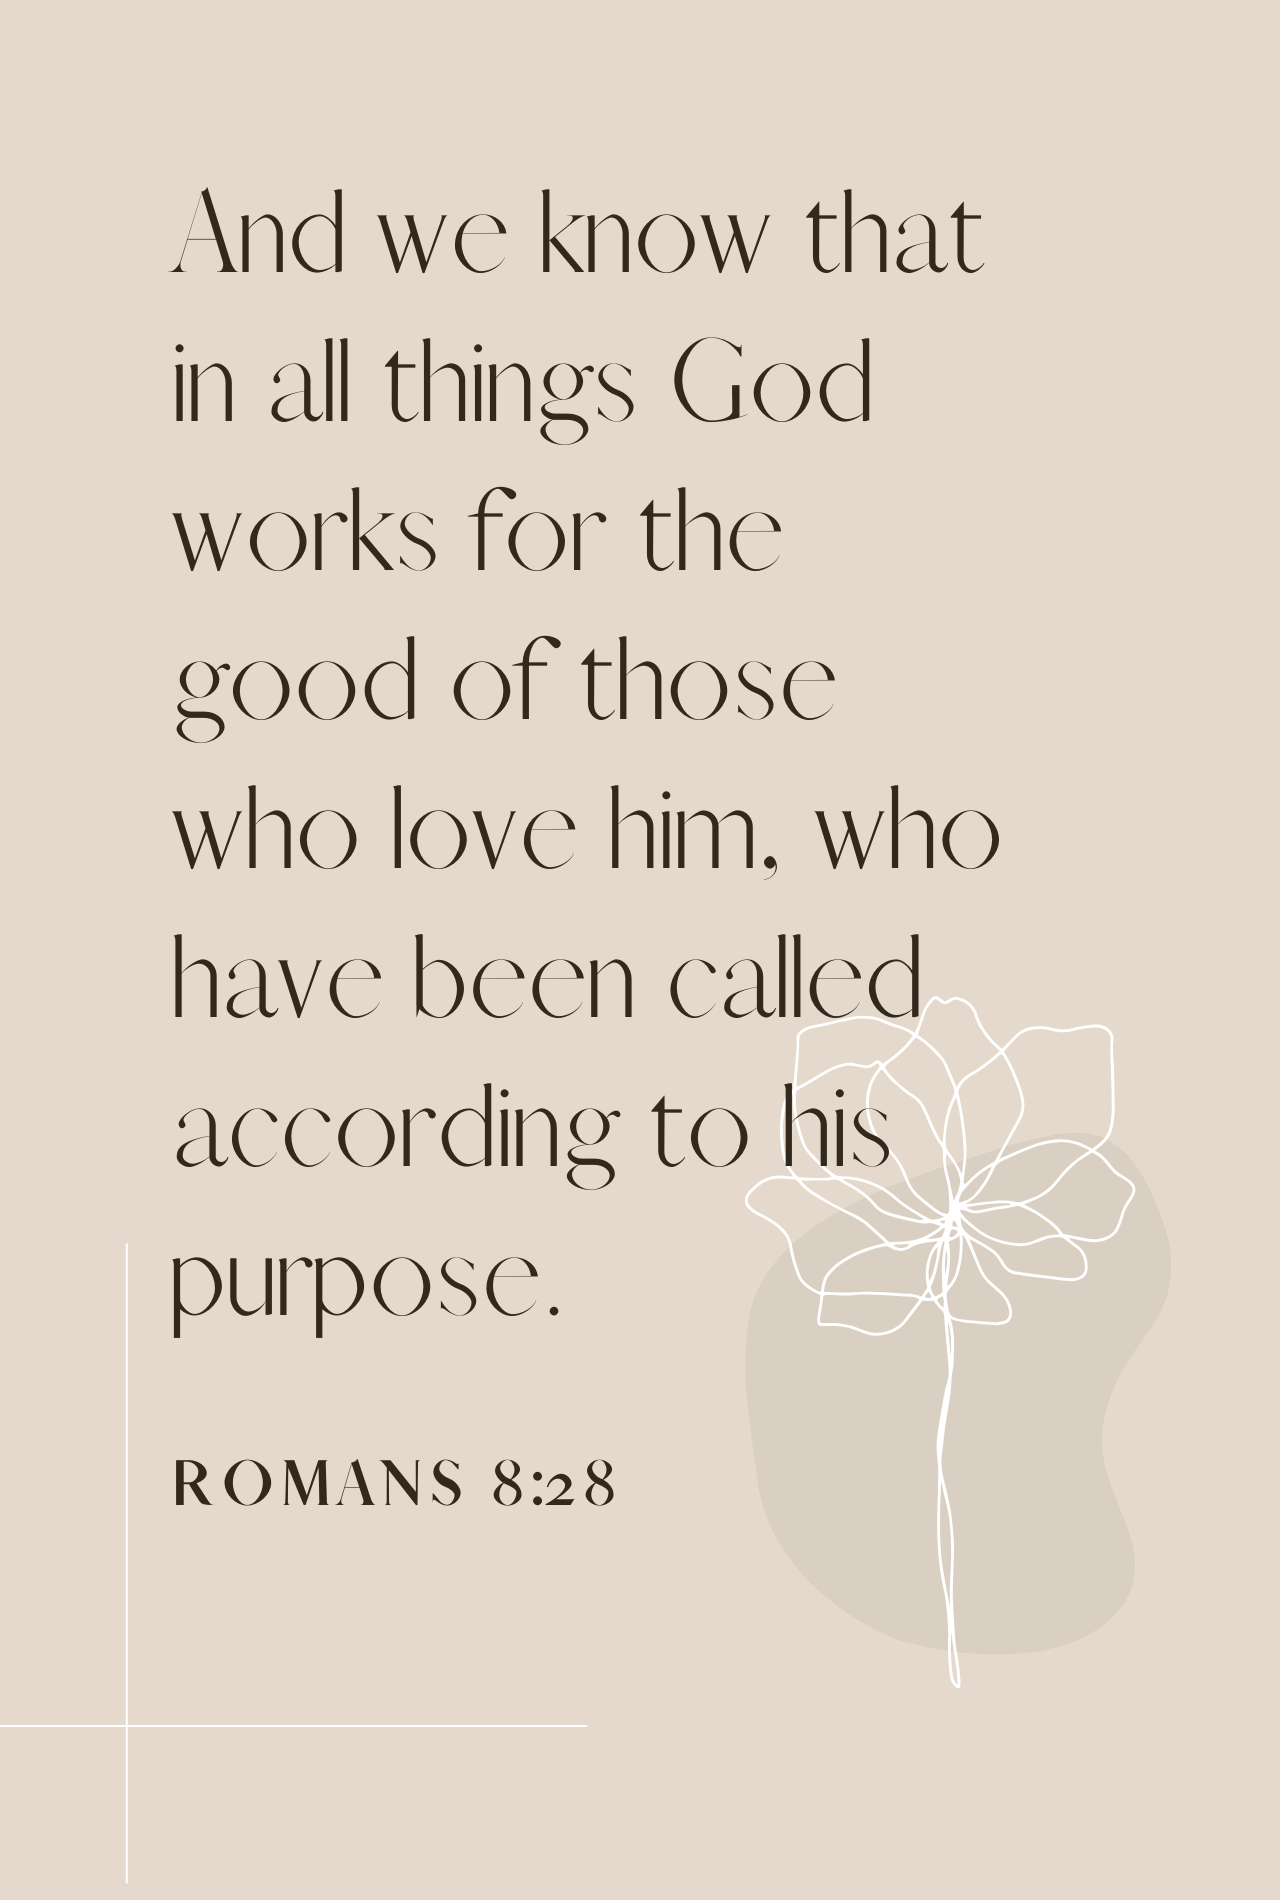 And we know that
in all things God
works for the
good of those
who love him, who
have been called
according to his
purpose.
ROMANS 8:28